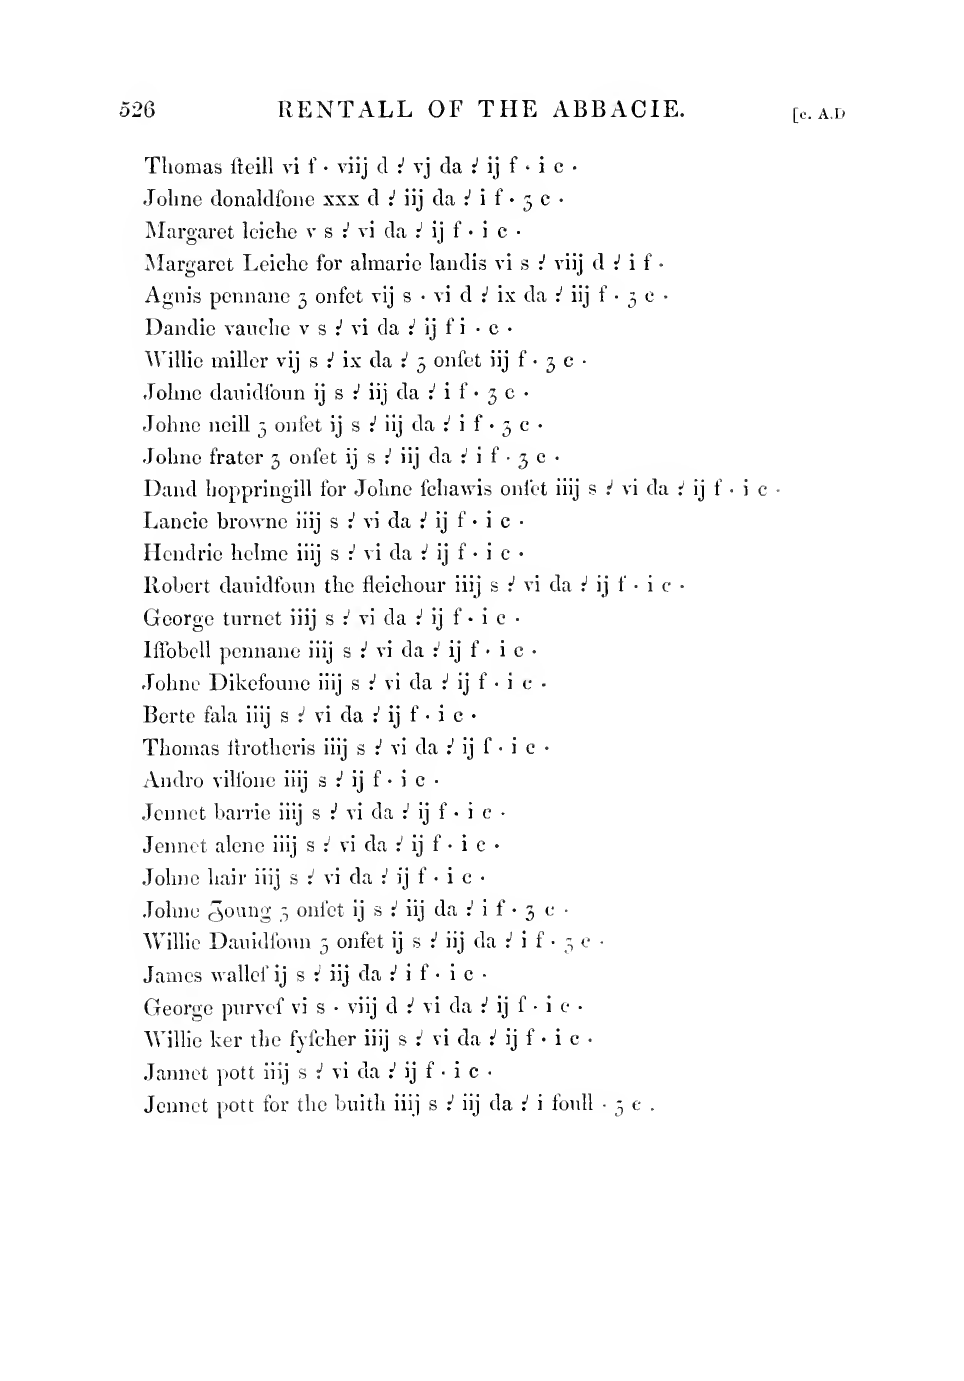 526 RENTALL OF THE ABBACIE. [c. A.D
Thomas ſteill vi ſ · viij d ⁊ vj da ⁊ ij f · i c ·
Johne donaldſone xxx d ⁊ iij da ⁊ i f · ʒ c ·
Margaret leiche v s ⁊ vi da ⁊ ij f · i c ·
Margaret Leiche for almarie landis vi s ⁊ viij d ⁊ i f ·
Agnis pennane ʒ onſet vij s · vi d ⁊ ix da ⁊ iij f · ʒ c ·
Dandie vauche v s ⁊ vi da ⁊ ij f i · c ·
Willie miller vij s ⁊ ix da ⁊ ʒ onſet iij f · ʒ c ·
Johne dauidſoun ij s ⁊ iij da ⁊ i f · ʒ c ·
Johne neill ʒ onſet ij s ⁊ iij da ⁊ i f · ʒ c ·
Johne frater ʒ onſet ij s ⁊ iij da ⁊ i f · ʒ c ·
Dand hoppringill for Johne ſchawis onſet iiij s ⁊ vi da ⁊ ij f · i c ·
Lancie browne iiij s ⁊ vi da ⁊ ij f · i c ·
Hendrie helme iiij s ⁊ vi da ⁊ ij f · i c ·
Robert dauidſoun the fleichour iiij s ⁊ vi da ⁊ ij f · i c ·
George turnet iiij s ⁊ vi da ⁊ ij f · i c ·
Iſſobell pennane iiij s ⁊ vi da ⁊ ij f · i c ·
Johne Dikeſoune iiij s ⁊ vi da ⁊ ij f · i c ·
Berte fala iiij s ⁊ vi da ⁊ ij f · i c ·
Thomas ſtrotheris iiij s ⁊ vi da ⁊ ij f · i c ·
Andro vilſone iiij s ⁊ ij f · i c ·
Jennet barrie iiij s ⁊ vi da ⁊ ij f · i c ·
Jennet alene iiij s ⁊ vi da ⁊ ij f · i c ·
Johne hair iiij s ⁊ vi da ⁊ ij f · i c ·
Johne Ȝoung ʒ onſet ij s ⁊ iij da ⁊ i f · ʒ c ·
Willie Dauidſoun ʒ onſet ij s ⁊ iij da ⁊ i f · ʒ c ·
James walleſ ij s ⁊ iij da ⁊ i f · i c ·
George purveſ vi s · viij d ⁊ vi da ⁊ ij f · i c ·
Willie ker the fyſcher iiij s ⁊ vi da ⁊ ij f · i c ·
Jannet pott iiij s ⁊ vi da ⁊ ij f · i c ·
Jennet pott for the buith iiij s ⁊ iij da ⁊ i foull · ʒ c .